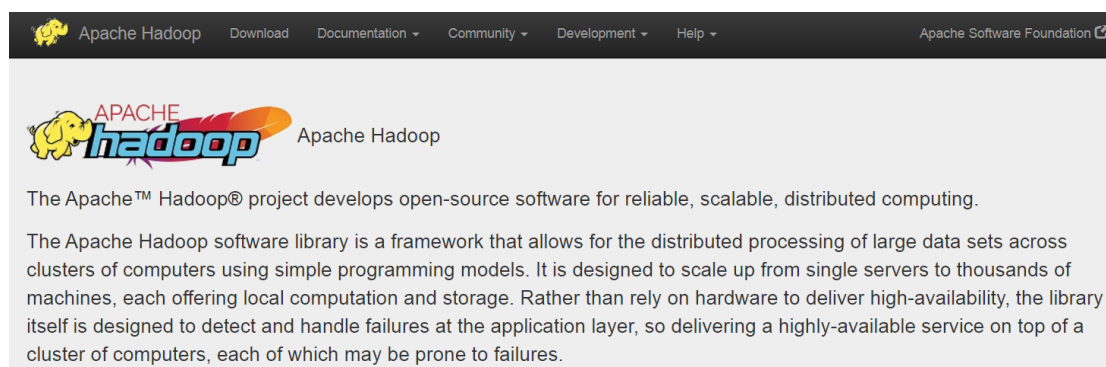 Apache Hadoop Download Documentation Community Development Help Apache Software Foundation
APACHE
hadoop
Apache Hadoop
The Apache™ Hadoop® project develops open-source software for reliable, scalable, distributed computing.
The Apache Hadoop software library is a framework that allows for the distributed processing of large data sets across
clusters of computers using simple programming models. It is designed to scale up from single servers to thousands of
machines, each offering local computation and storage. Rather than rely on hardware to deliver high-availability, the library
itself is designed to detect and handle failures at the application layer, so delivering a highly-available service on top of a
cluster of computers, each of which may be prone to failures.